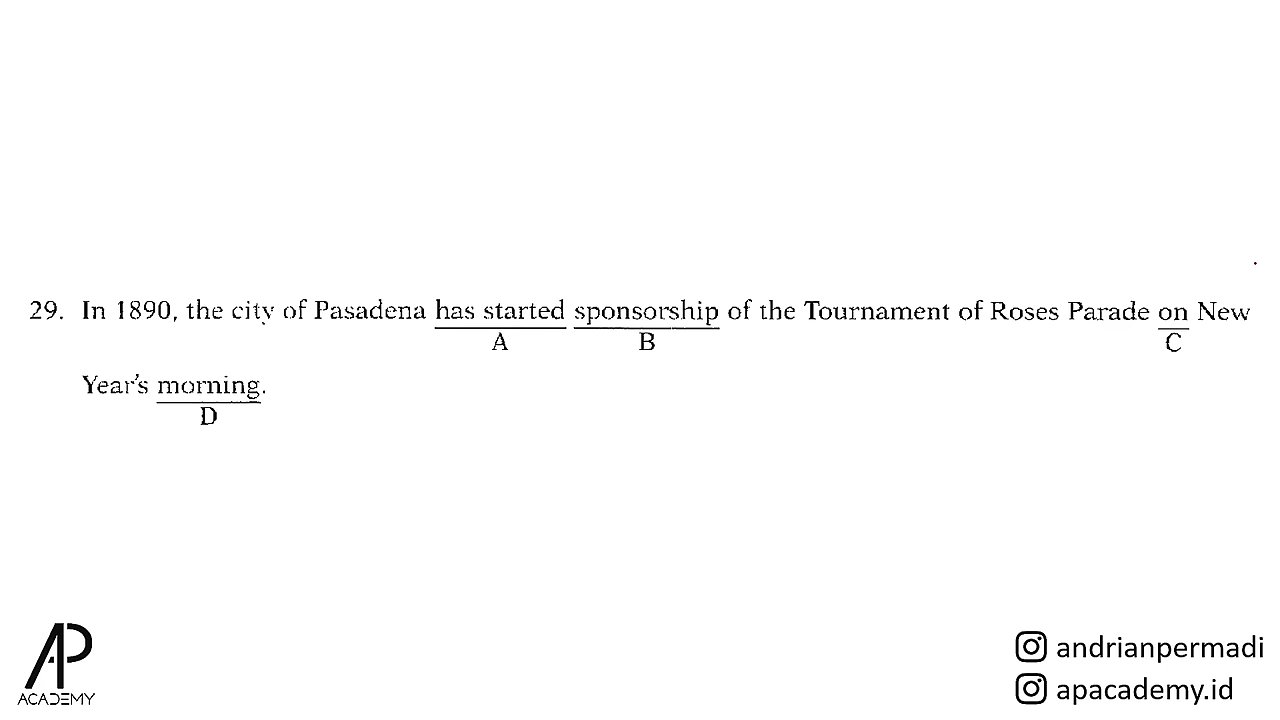 29. In 1890, the city of Pasadena has started sponsorship of the Tournament of Roses Parade on New
A B C
Year's morning.
D
AP
ACADEMY
andrianpermadi
apacademy.id